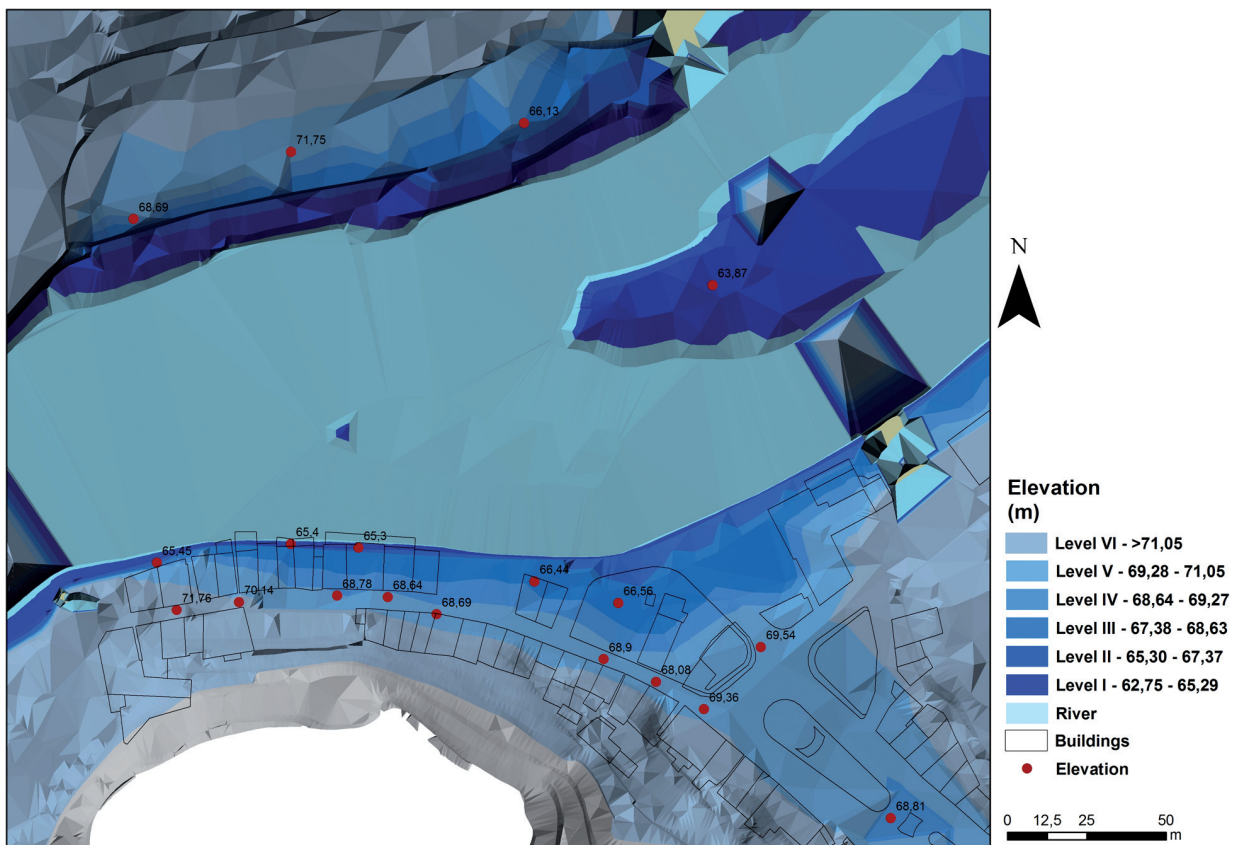 66,13
71,75
68,69
63,87
N
65,4
65,3
65,45
66,44
68,78
68,64
70,14
71,76
68,69
66,56
69,54
68,9
68,08
69,36
68,81
Elevation
(m)
Level VI - >71,05
Level V - 69,28 - 71,05
Level IV - 68,64 - 69,27
Level III - 67,38 - 68,63
Level II - 65,30 - 67,37
Level I - 62,75 - 65,29
River
Buildings
Elevation
0 12,5 25 50
m